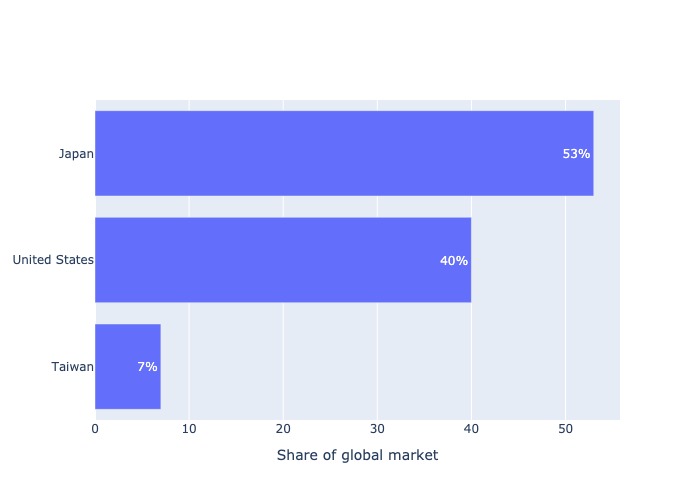 Japan
53%
United States
40%
Taiwan
7%
0 10 20 30 40 50
Share of global market